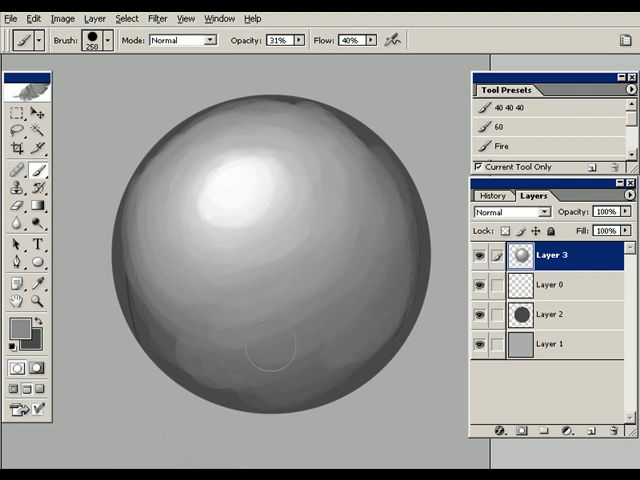 File Edit Image Layer Select Filter View Window Help
Brush: 250 Mode: Normal Opacity: 31% Flow: 40%
Tool Presets
40 40 40
60
Fire
Current Tool Only
History Layers
Normal Opacity: 100%
Lock: Fill: 100%
Layer 3
Layer 0
Layer 2
Layer 1
T